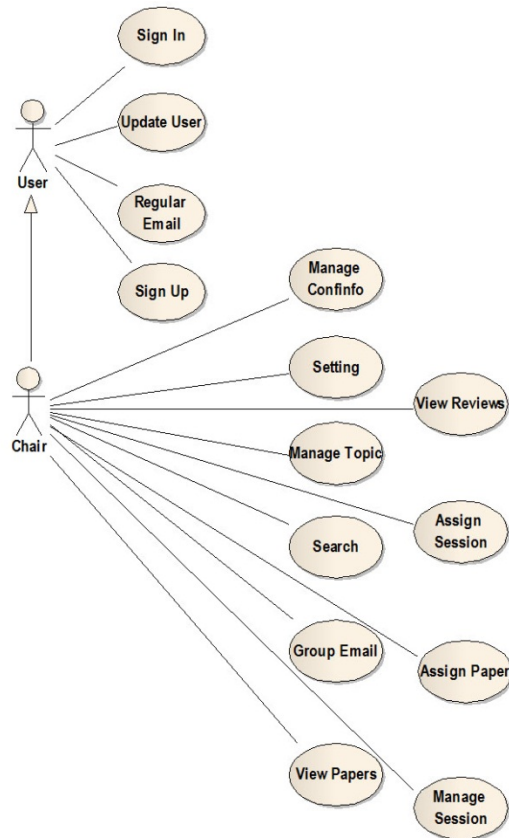 Sign In
Update User
User
Regular
Email
Sign Up
Manage
Confinfo
Setting
View Reviews
Chair
Manage Topic
Assign
Session
Search
Group Email
Assign Paper
View Papers
Manage
Session